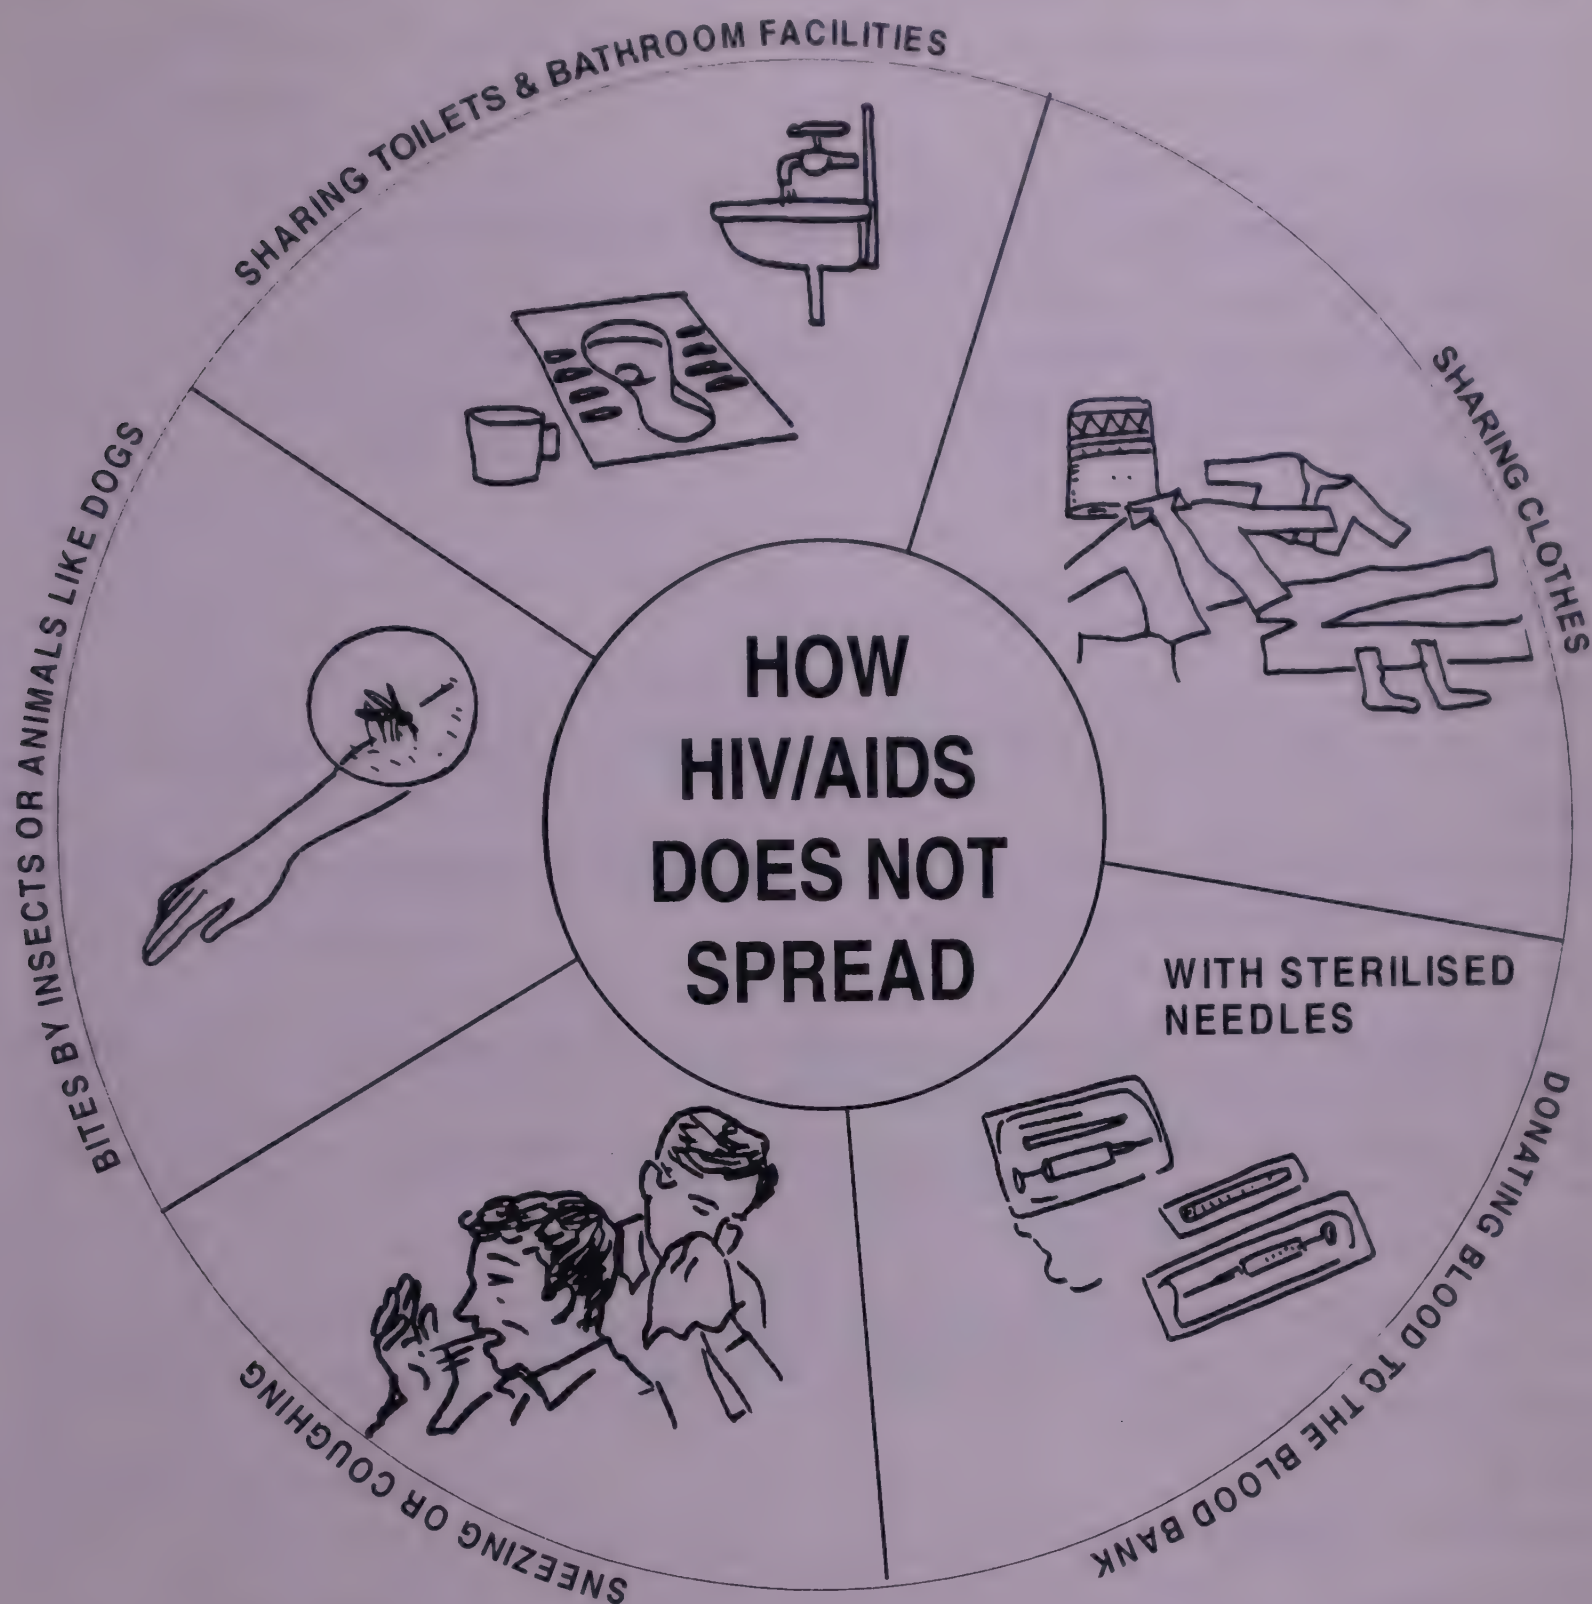 SHARING TOILETS & BATHROOM FACILITIES
SHARING CLOTHES
BITES BY INSECTS OR ANIMALS LIKE DOGS
HOW
HIV/AIDS
DOES NOT
SPREAD
WITH STERILISED
NEEDLES
DONATING BLOOD TO THE BLOOD BANK
SNEEZING OR COUGHING